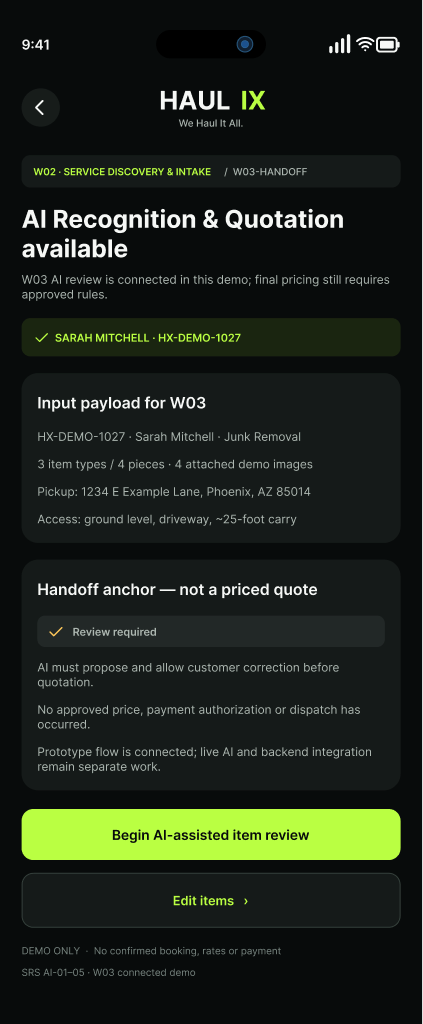 9:41
HAUL IX
We Haul It All.
W02 · SERVICE DISCOVERY & INTAKE / W03-HANDOFF
AI Recognition & Quotation
available
W03 AI review is connected in this demo; final pricing still requires
approved rules.
SARAH MITCHELL · HX-DEMO-1027
Input payload for W03
HX-DEMO-1027 · Sarah Mitchell · Junk Removal
3 item types / 4 pieces · 4 attached demo images
Pickup: 1234 E Example Lane, Phoenix, AZ 85014
Access: ground level, driveway, ~25-foot carry
Handoff anchor — not a priced quote
Review required
AI must propose and allow customer correction before
quotation.
No approved price, payment authorization or dispatch has
occurred.
Prototype flow is connected; live AI and backend integration
remain separate work.
Begin AI-assisted item review
Edit items ›
DEMO ONLY · No confirmed booking, rates or payment
SRS AI-01–05 · W03 connected demo